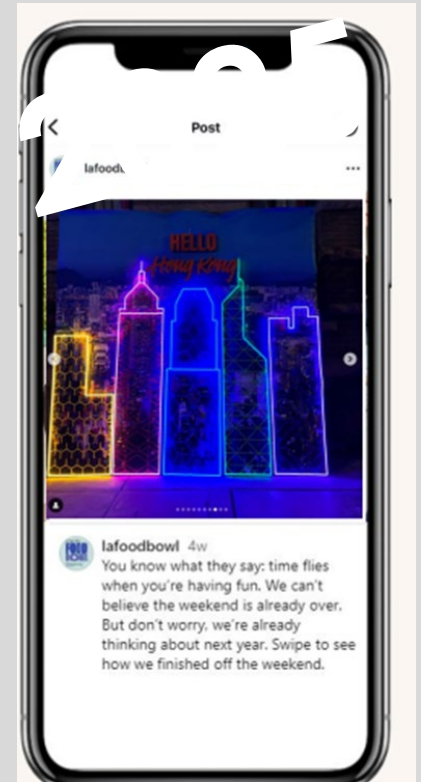 Post
lafood
HELLO
Hong Kong
FOOD
BOWL
lafoodbowl 4w
You know what they say: time flies
when you're having fun. We can't
believe the weekend is already over.
But don't worry, we're already
thinking about next year. Swipe to see
how we finished off the weekend.